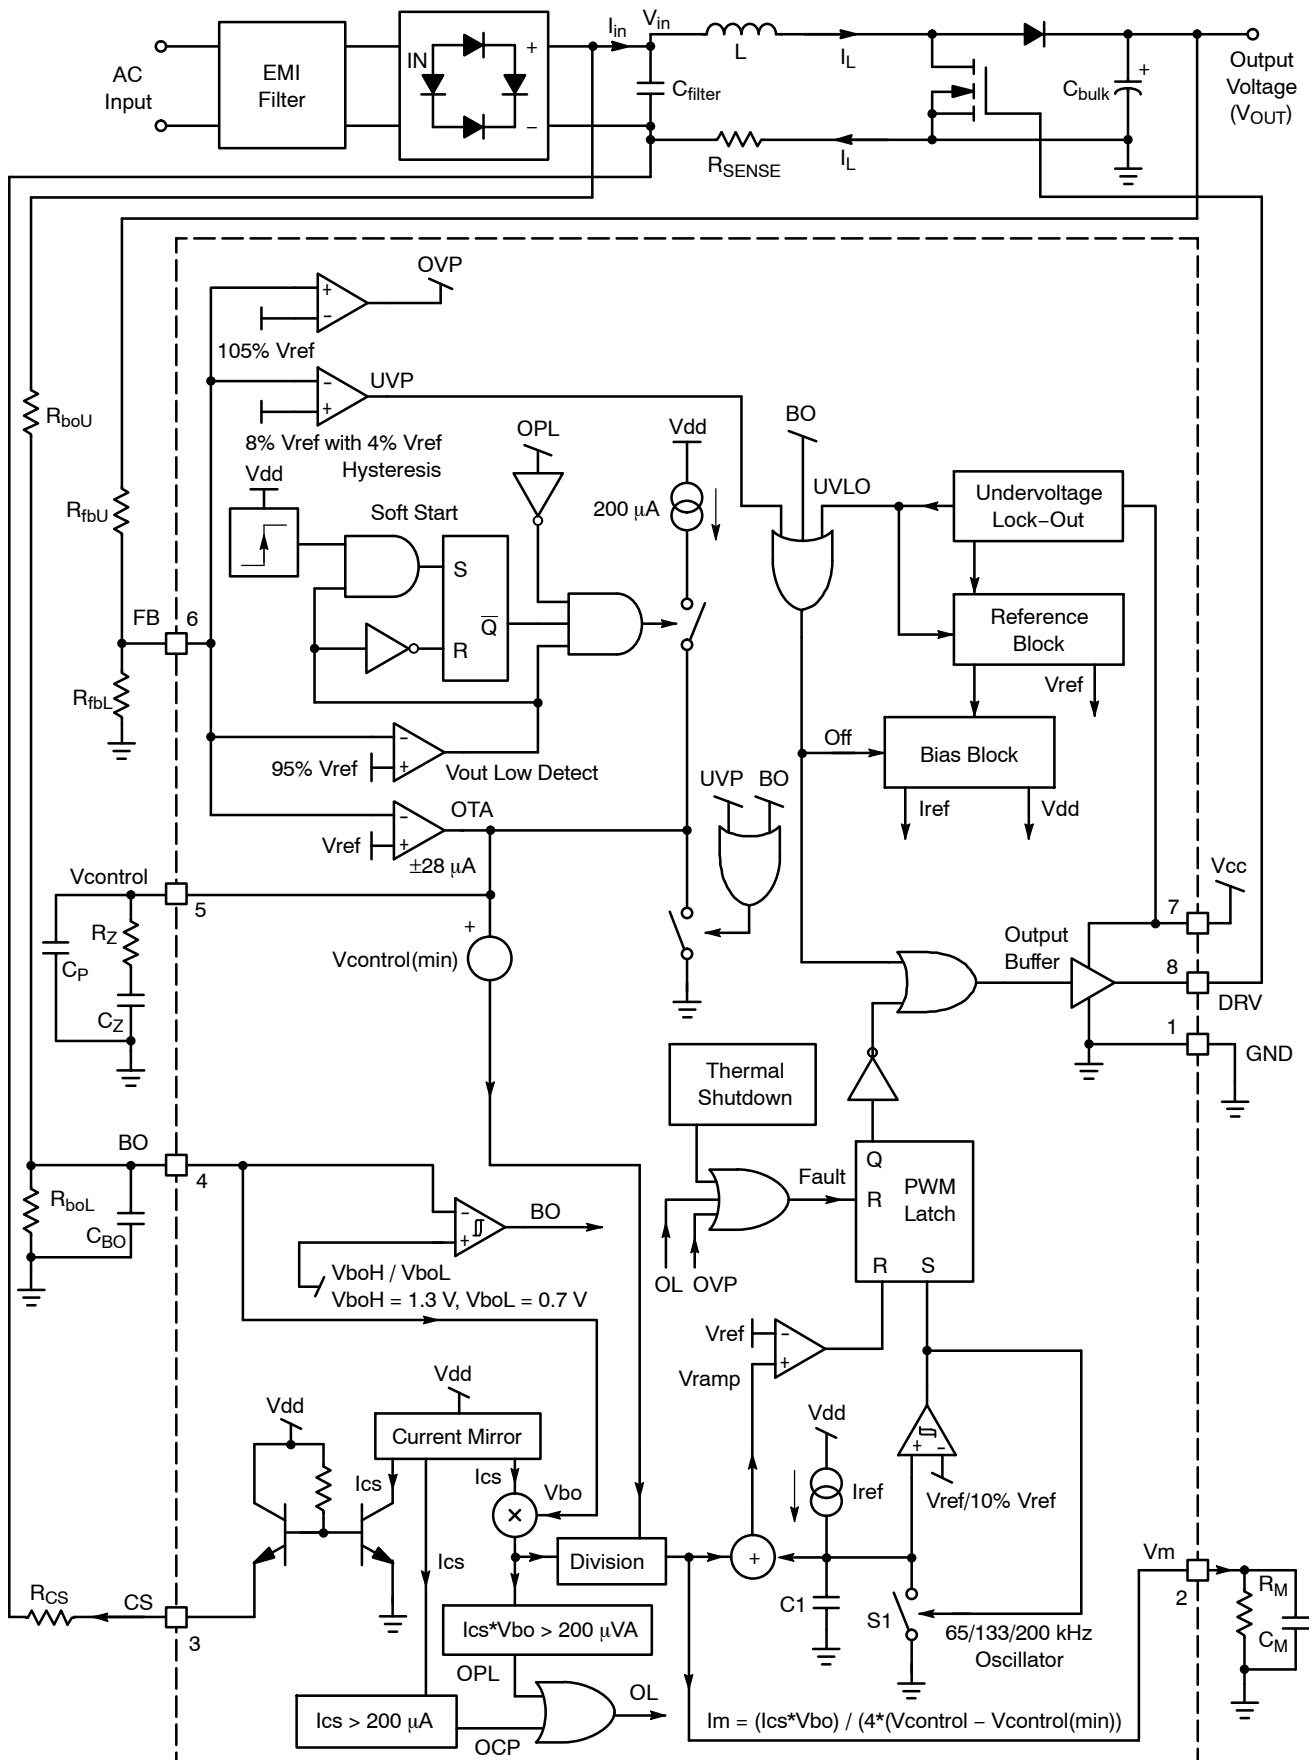 AC
Input
EMI
Filter
IN
+
−
Iin
Vin
Cfilter
L
IL
RSENSE
IL
Cbulk
+
Output
Voltage
(VOUT)
OVP
+
−
105% Vref
UVP
−
+
8% Vref with 4% Vref
Hysteresis
RboU
RfbU
RfbL
FB
6
Vdd
Soft Start
S
R
Q
OPL
Vdd
200 μA
BO
UVLO
Undervoltage
Lock−Out
Reference
Block
Vref
Off
Bias Block
Iref
Vdd
−
+
95% Vref
Vout Low Detect
OTA
−
+
Vref
±28 μA
UVP
BO
Vcontrol
5
RZ
CP
CZ
+
Vcontrol(min)
Vcc
7
Output
Buffer
8
DRV
1
GND
Thermal
Shutdown
Fault
OL
OVP
Q
R
PWM
Latch
R
S
BO
4
RboL
CBO
−
+
BO
VboH / VboL
VboH = 1.3 V, VboL = 0.7 V
Vref
−
+
Vramp
Vdd
Iref
+
−
Vref/10% Vref
Vdd
Vdd
Current Mirror
Ics
Ics
Vbo
×
Ics
Division
+
C1
S1
65/133/200 kHz
Oscillator
Vm
2
RM
CM
RCS
CS
3
Ics*Vbo > 200 μVA
OPL
OL
Ics > 200 μA
OCP
Im = (Ics*Vbo) / (4*(Vcontrol − Vcontrol(min))